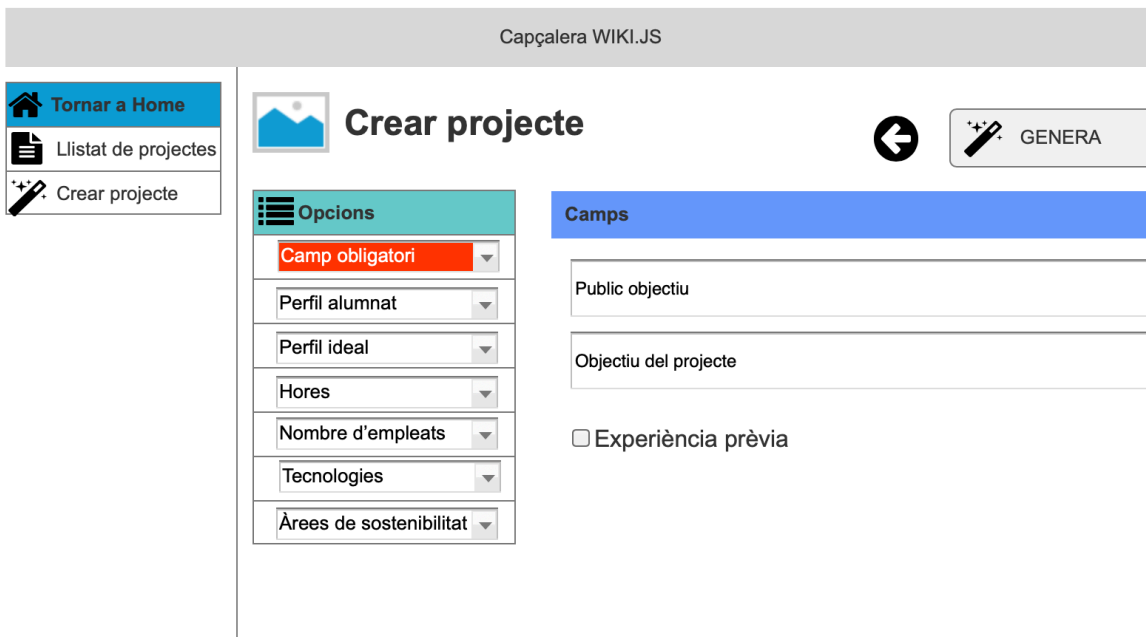 Capçalera WIKI.JS
Tornar a Home
Llistat de projectes
Crear projecte
Crear projecte
GENERA
Opcions
Camp obligatori
Perfil alumnat
Perfil ideal
Hores
Nombre d’empleats
Tecnologies
Àrees de sostenibilitat
Camps
Public objectiu
Objectiu del projecte
Experiència prèvia